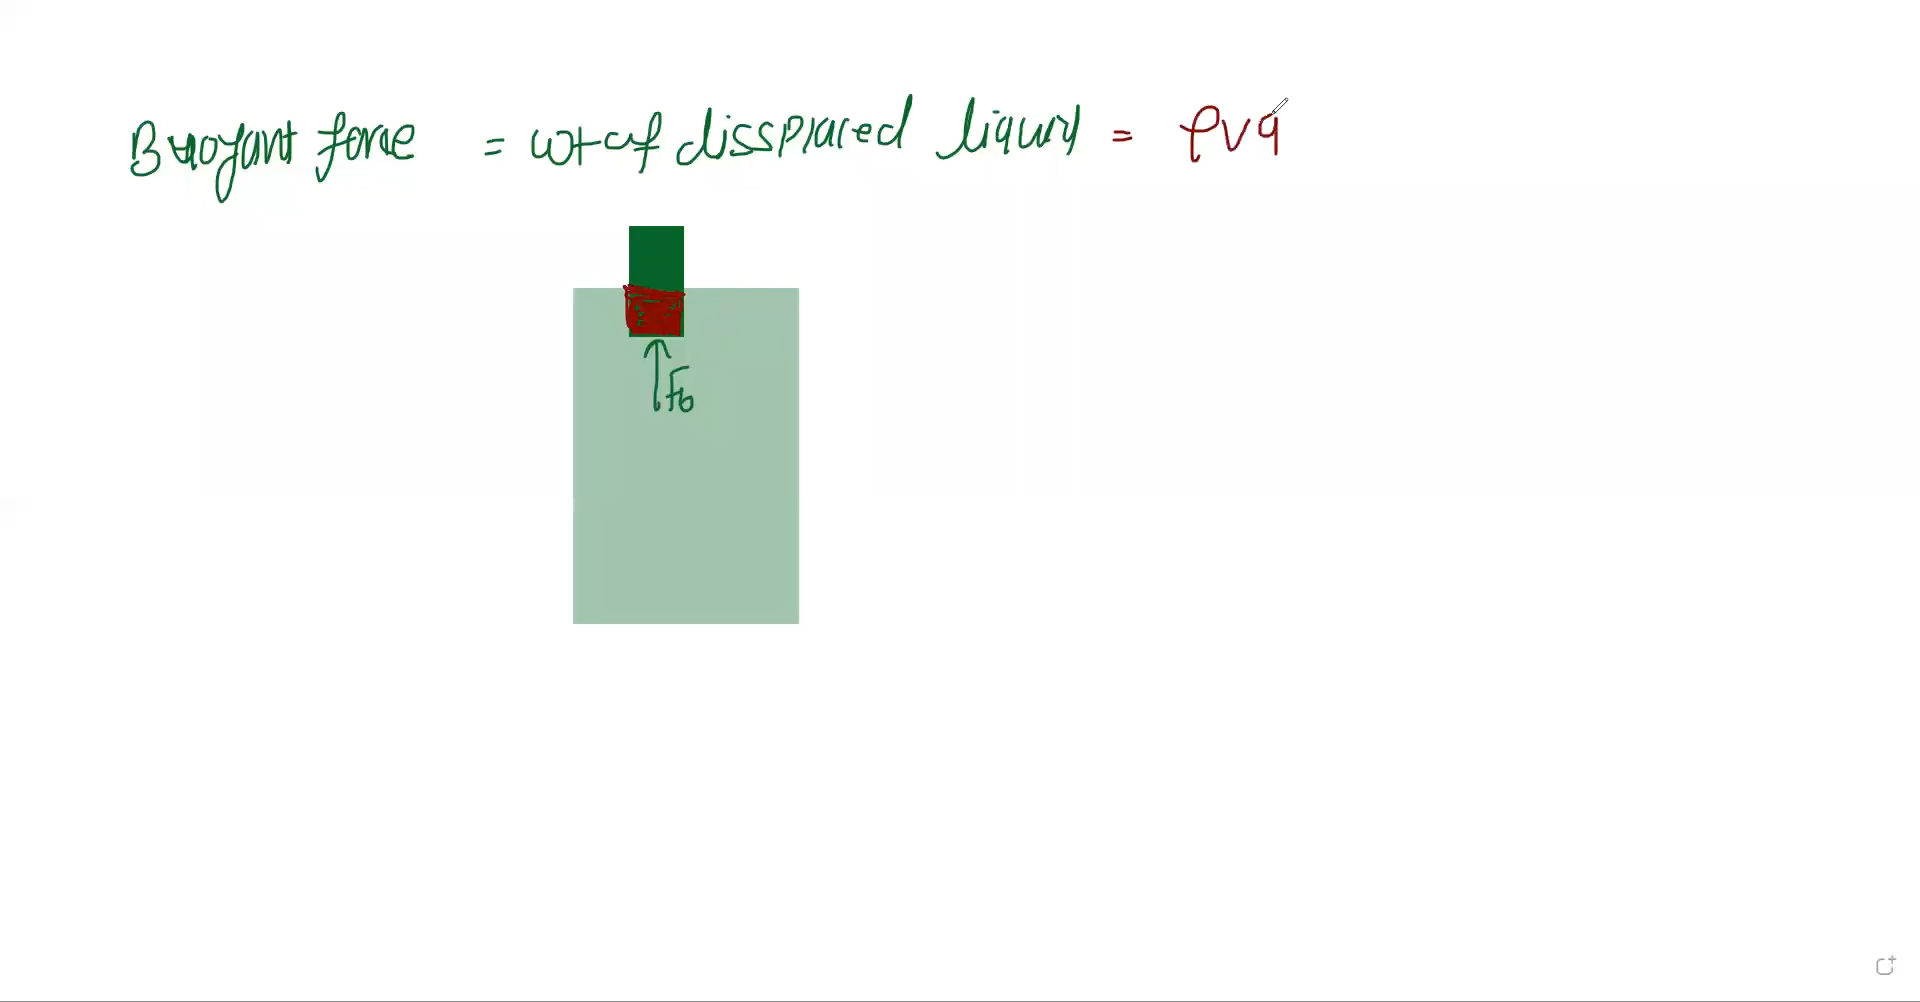 Buoyant force = wt of dissplaced liquid = ρvg
Fb